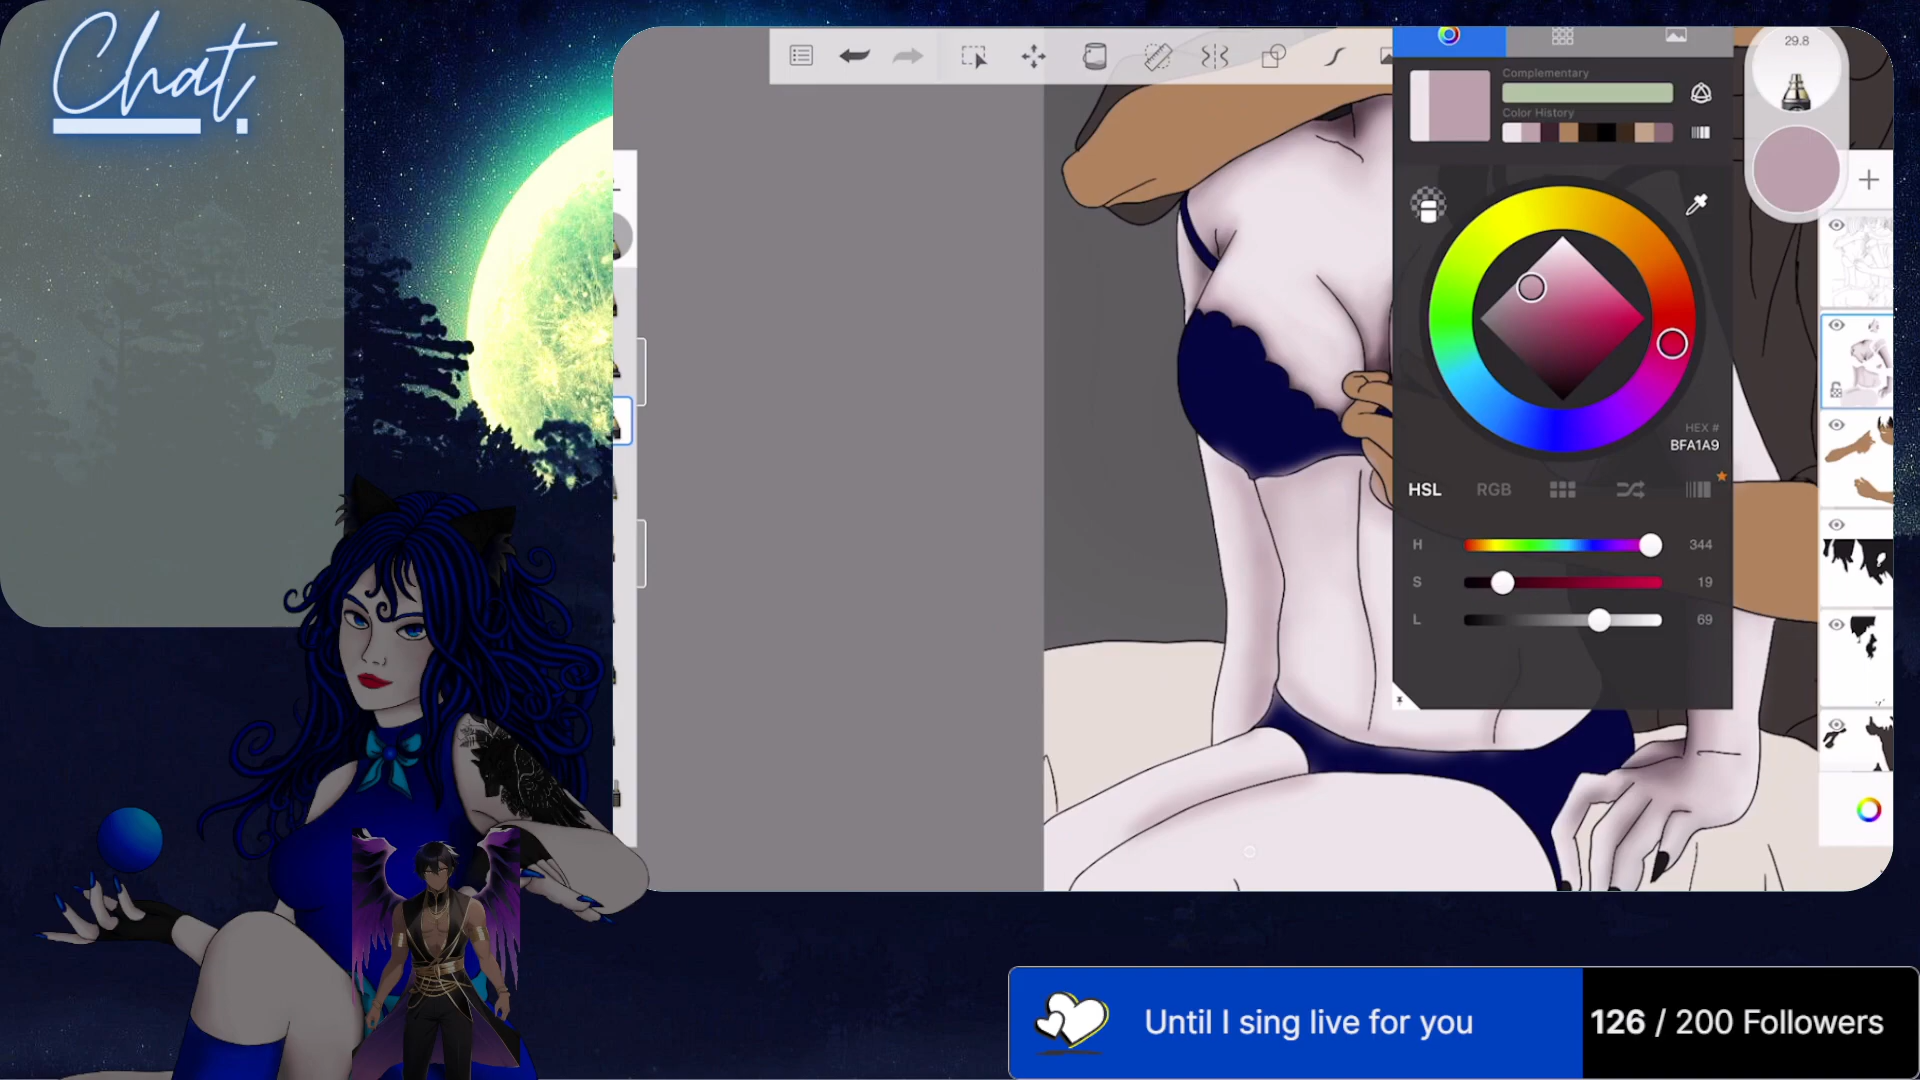 Chat
29.8
Complementary
Color History
HEX #
BFA1A9
HSL
RGB
H
344
S
19
L
69
Until I sing live for you
126 / 200 Followers